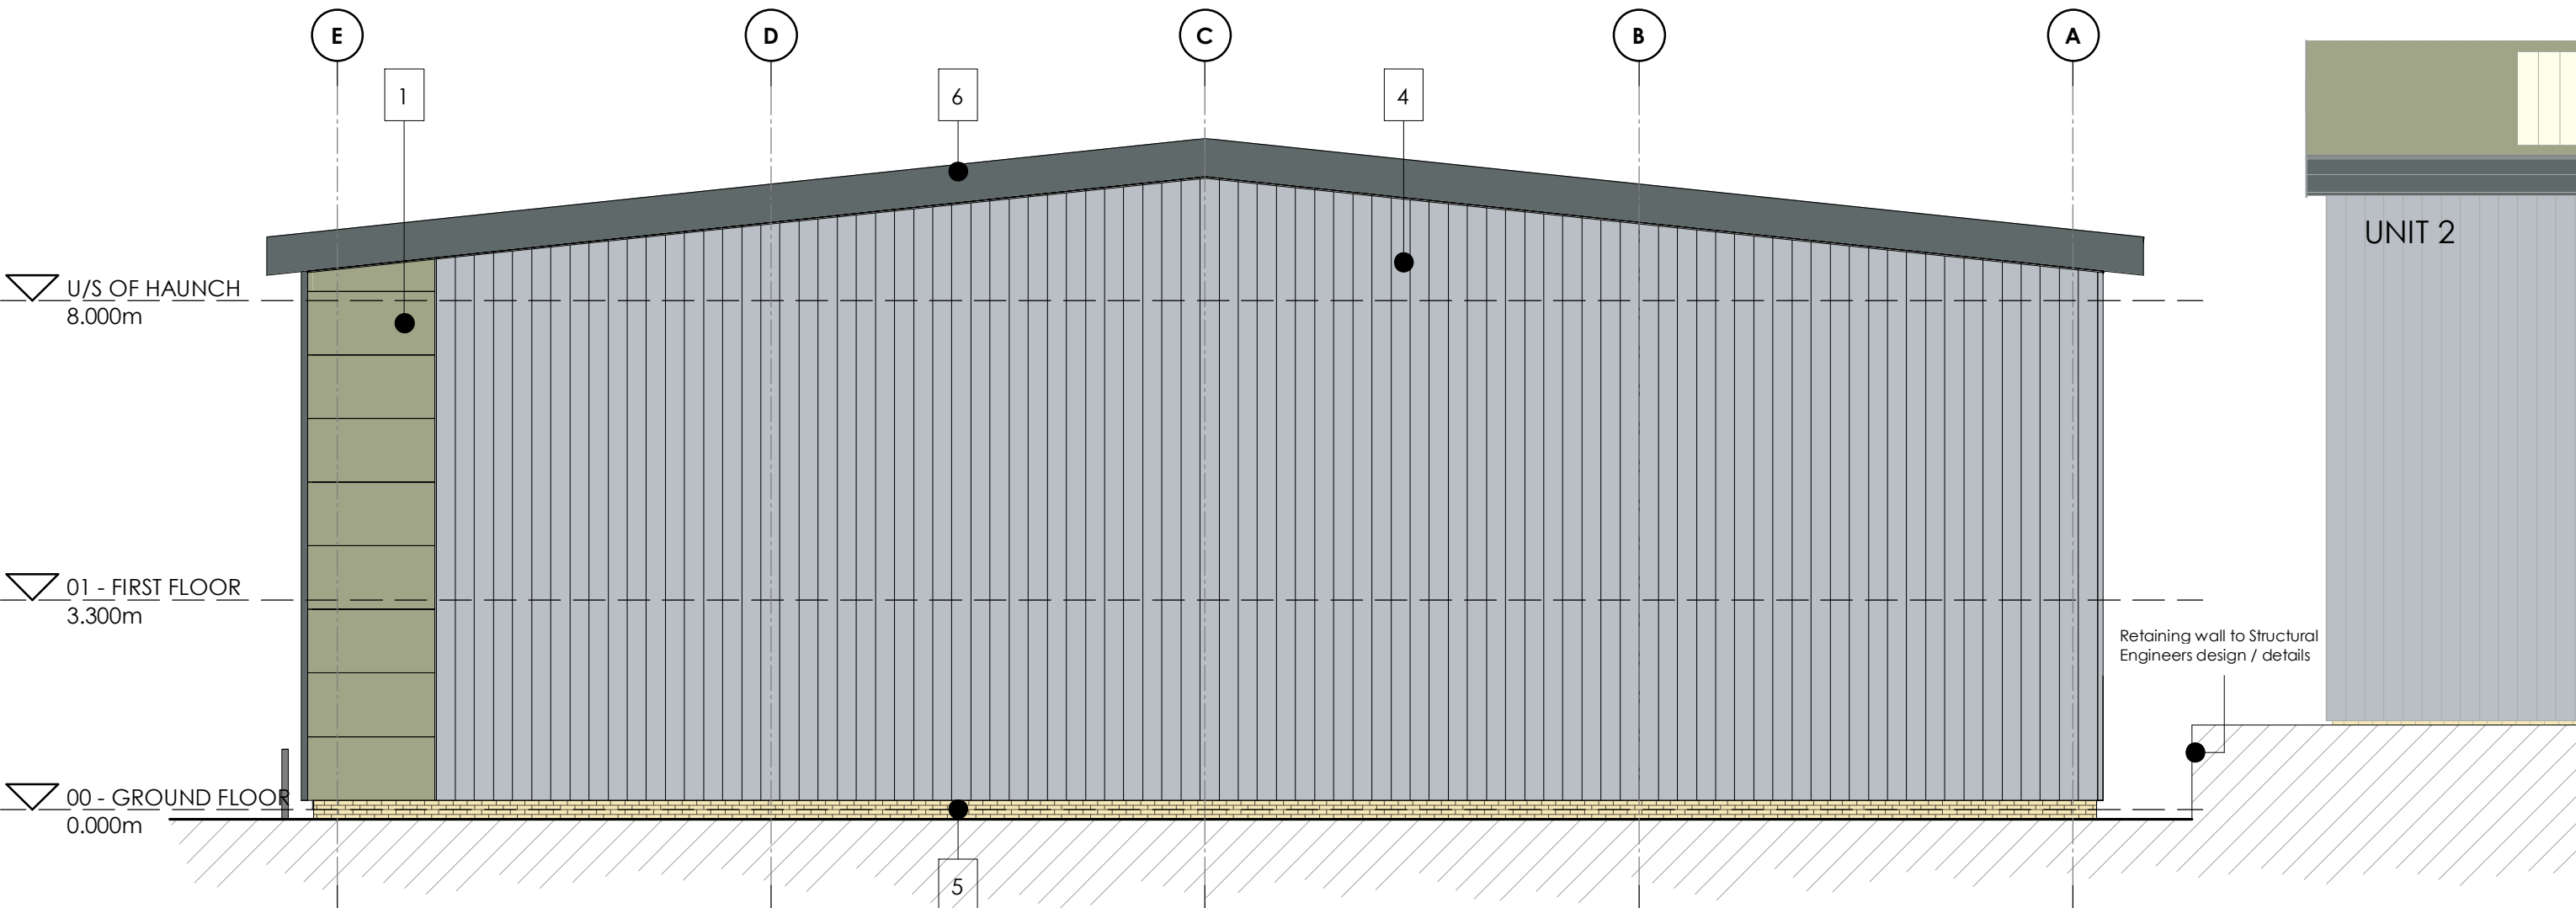 E
D
C
B
A
1
6
4
UNIT 2
U/S OF HAUNCH
8.000m
01 - FIRST FLOOR
3.300m
Retaining wall to Structural
Engineers design / details
00 - GROUND FLOOR
0.000m
5